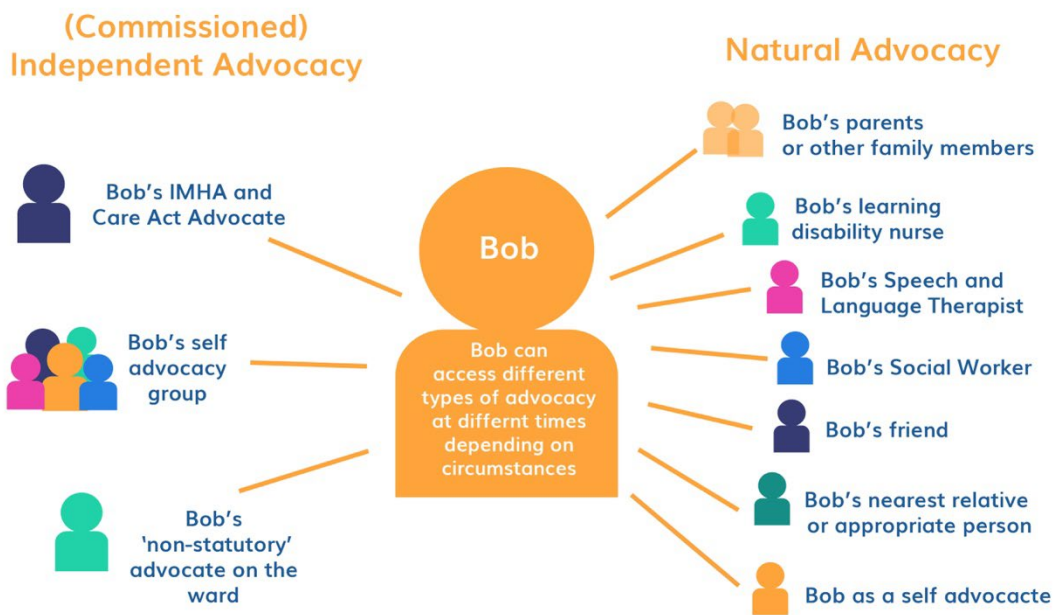 (Commissioned)
Independent Advocacy
Bob's IMHA and
Care Act Advocate
Bob's self
advocacy
group
Bob's
'non-statutory'
advocate on the
ward
Bob
Bob can
access different
types of advocacy
at differnt times
depending on
circumstances
Natural Advocacy
Bob's parents
or other family members
Bob's learning
disability nurse
Bob's Speech and
Language Therapist
Bob's Social Worker
Bob's friend
Bob's nearest relative
or appropriate person
Bob as a self advocacte